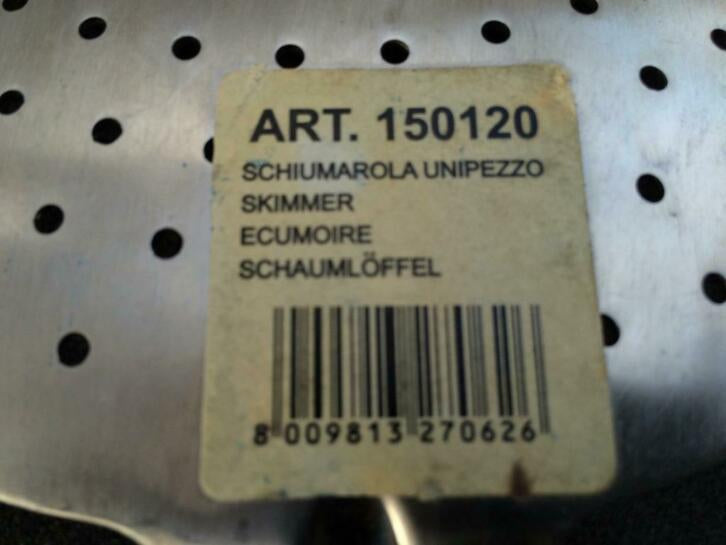 ART. 150120
SCHIUMAROLA UNIPEZZO
SKIMMER
ECUMOIRE
SCHAUMLÖFFEL
8 009813 270626